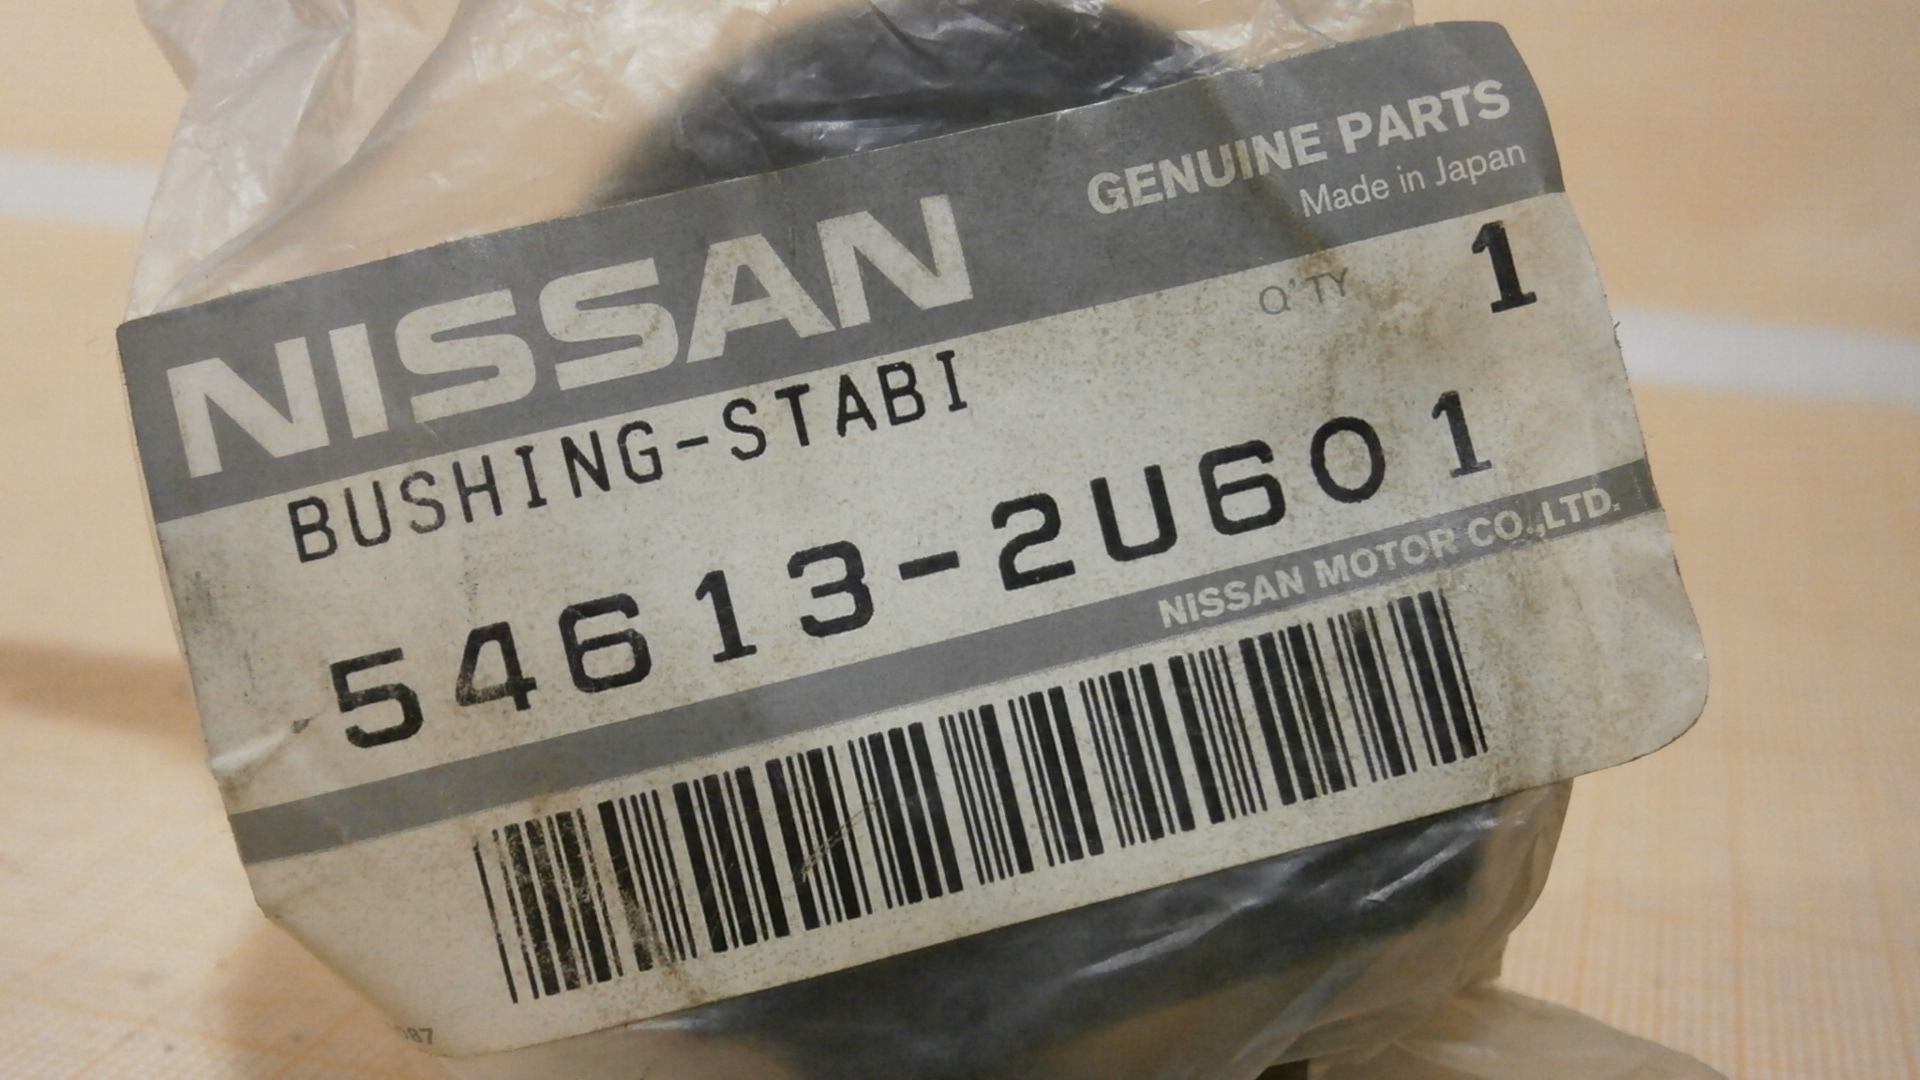 NISSAN
GENUINE PARTS
Made in Japan
Q'TY 1
BUSHING-STABI
54613-2U601
NISSAN MOTOR CO.,LTD.